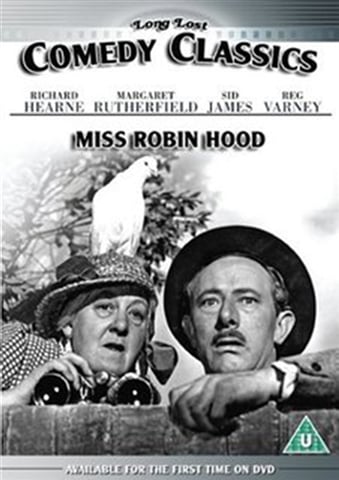 Long Lost
COMEDY CLASSICS
RICHARD HEARNE
MARGARET RUTHERFIELD
SID JAMES
REG VARNEY
MISS ROBIN HOOD
U
AVAILABLE FOR THE FIRST TIME ON DVD